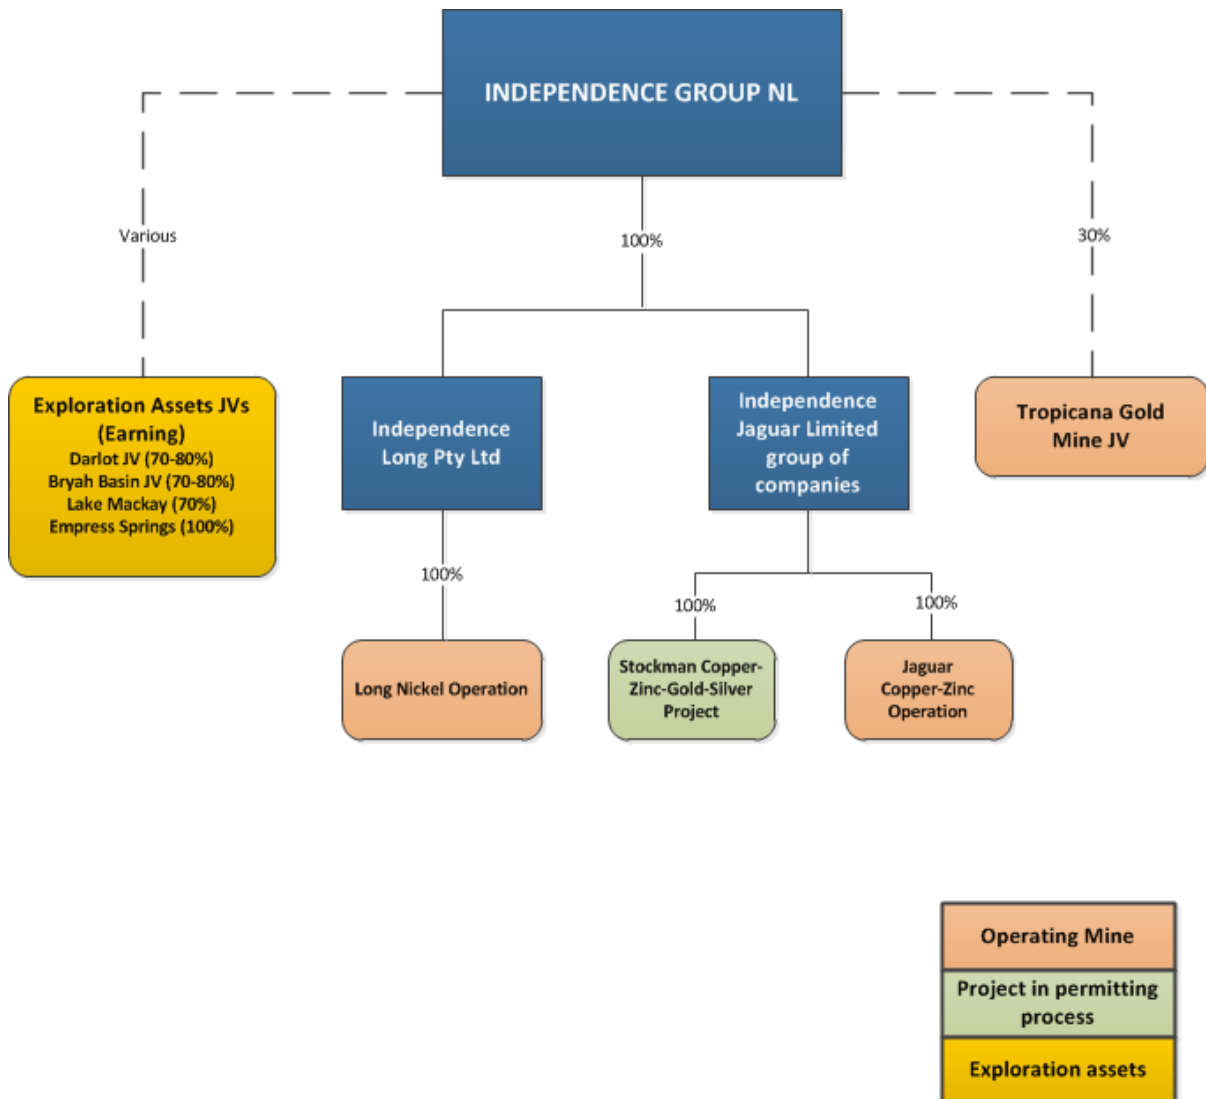 INDEPENDENCE GROUP NL
Various
100%
30%
Exploration Assets JVs
(Earning)
Darlot JV (70-80%)
Bryah Basin JV (70-80%)
Lake Mackay (70%)
Empress Springs (100%)
Independence
Long Pty Ltd
Independence
Jaguar Limited
group of
companies
Tropicana Gold
Mine JV
100%
100%
100%
Long Nickel Operation
Stockman Copper-
Zinc-Gold-Silver
Project
Jaguar
Copper-Zinc
Operation
Operating Mine
Project in permitting
process
Exploration assets